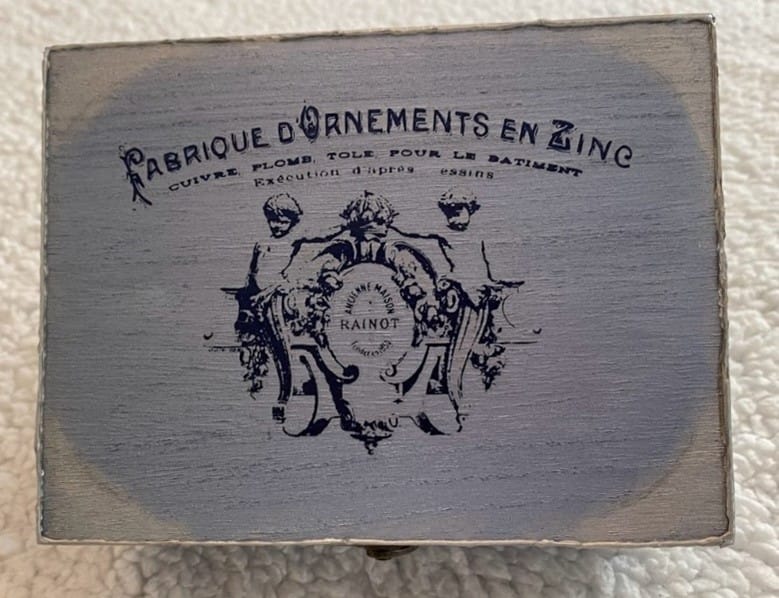 FABRIQUE D'ORNEMENTS EN ZINC
CUIVRE, PLOMB, TOLE, POUR LE BATIMENT
Exécution d'après essins
ANCIENNE MAISON
RAINOT